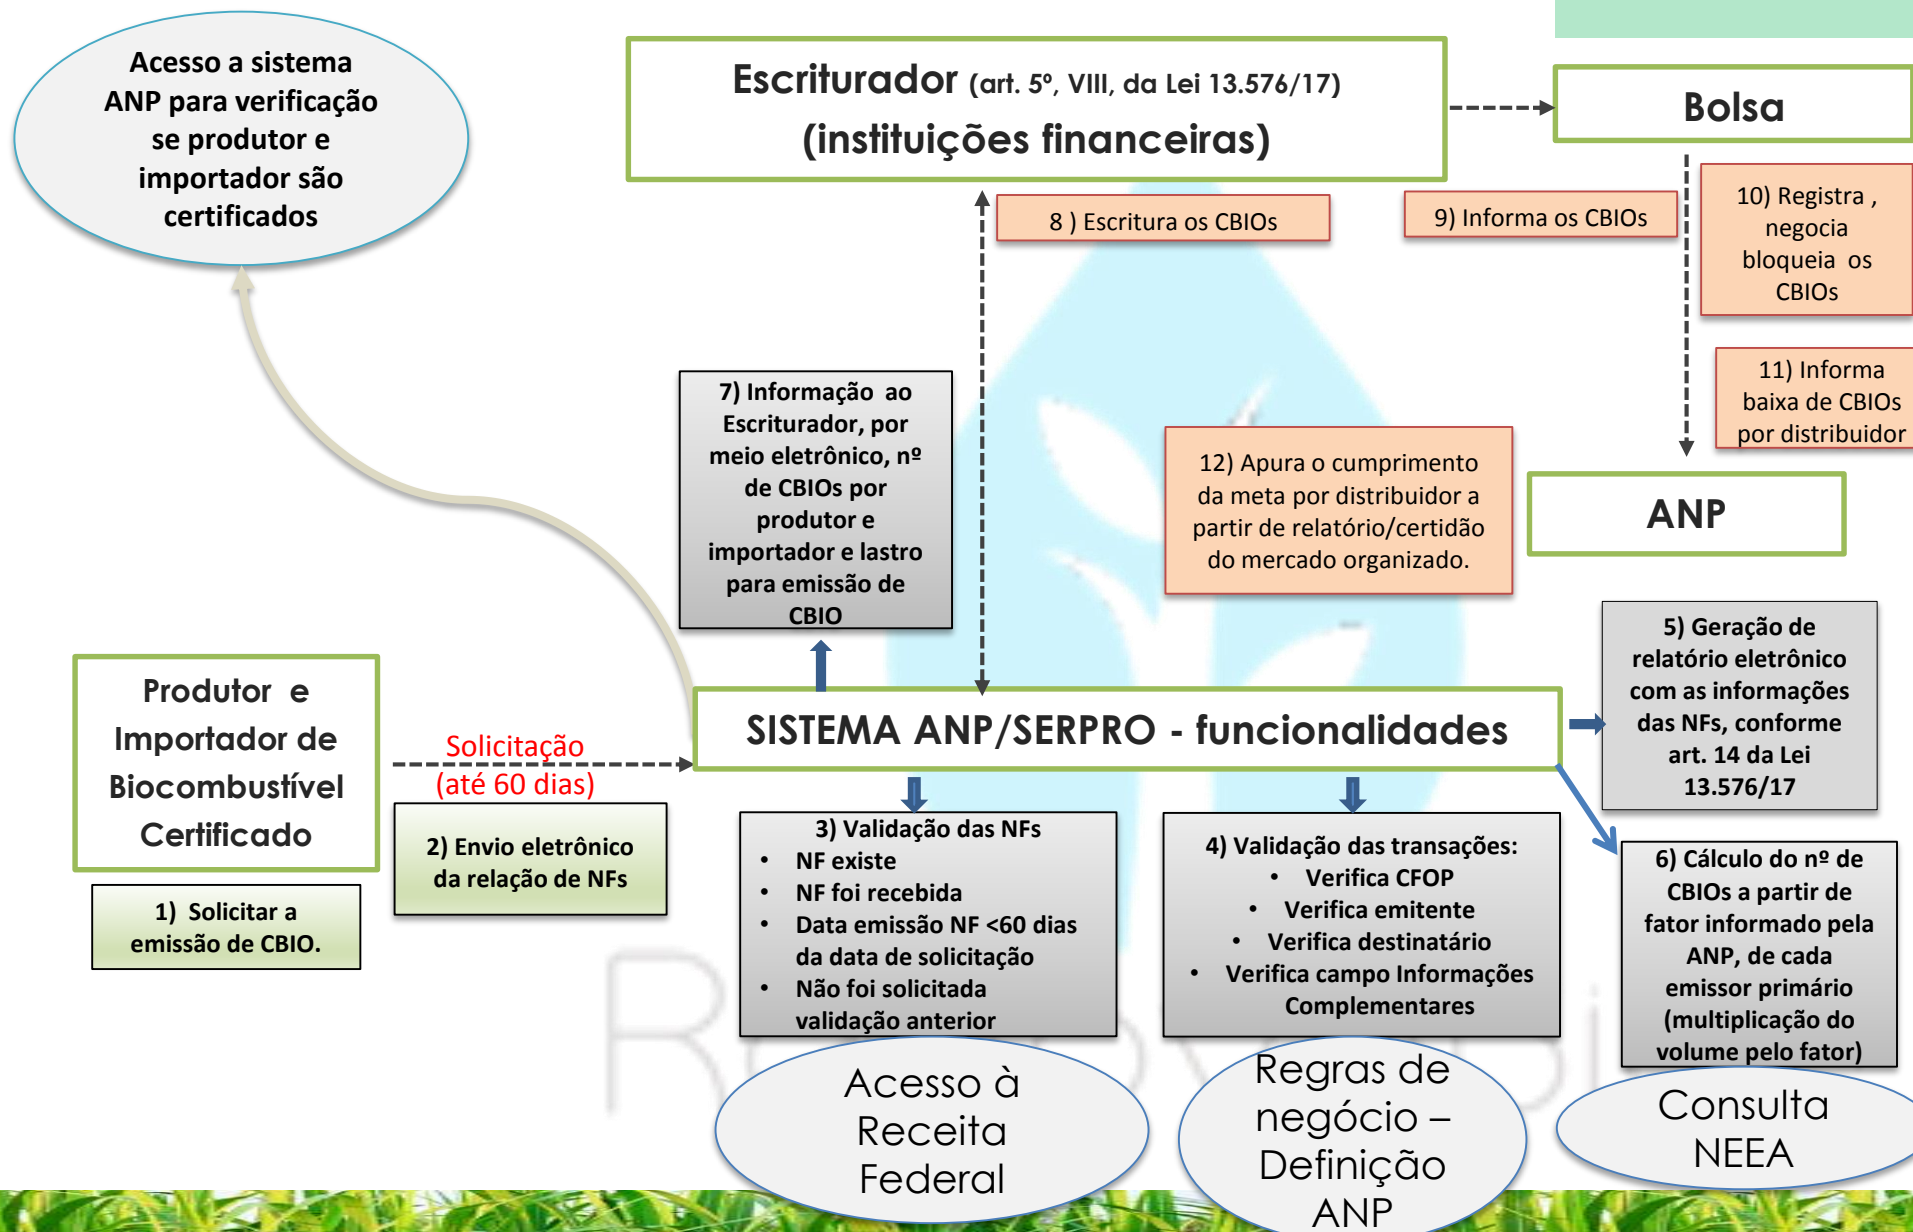 Acesso a sistema
ANP para verificação
se produtor e
importador são
certificados
Escriturador (art. 5º, VIII, da Lei 13.576/17)
(instituições financeiras)
Bolsa
8 ) Escritura os CBIOs
9) Informa os CBIOs
10) Registra ,
negocia
bloqueia os
CBIOs
11) Informa
baixa de CBIOs
por distribuidor
7) Informação ao
Escriturador, por
meio eletrônico, nº
de CBIOs por
produtor e
importador e lastro
para emissão de
CBIO
12) Apura o cumprimento
da meta por distribuidor a
partir de relatório/certidão
do mercado organizado.
ANP
Produtor e
Importador de
Biocombustível
Certificado
Solicitação
(até 60 dias)
SISTEMA ANP/SERPRO - funcionalidades
5) Geração de
relatório eletrônico
com as informações
das NFs, conforme
art. 14 da Lei
13.576/17
1) Solicitar a
emissão de CBIO.
2) Envio eletrônico
da relação de NFs
3) Validação das NFs
• NF existe
• NF foi recebida
• Data emissão NF <60 dias
da data de solicitação
• Não foi solicitada
validação anterior
4) Validação das transações:
• Verifica CFOP
• Verifica emitente
• Verifica destinatário
• Verifica campo Informações
Complementares
6) Cálculo do nº de
CBIOs a partir de
fator informado pela
ANP, de cada
emissor primário
(multiplicação do
volume pelo fator)
Acesso à
Receita
Federal
Regras de
negócio –
Definição
ANP
Consulta
NEEA